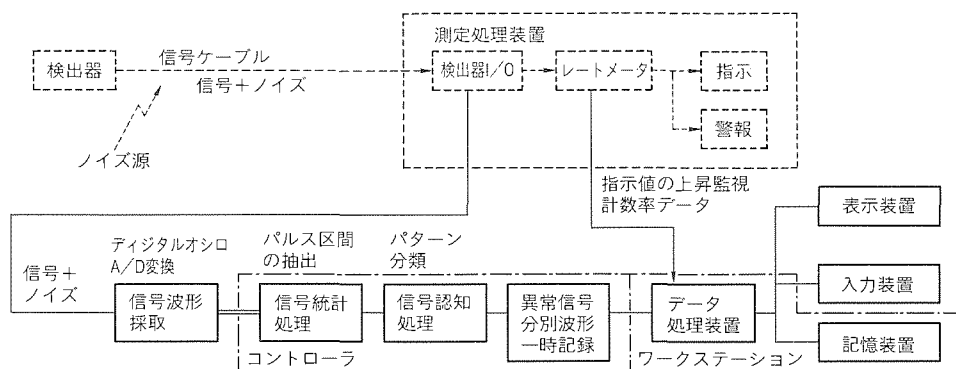 測定処理装置
検出器
信号ケーブル
信号+ノイズ
ノイズ源
検出器I/O
レートメータ
指示
警報
指示値の上昇監視
計数率データ
信号+
ノイズ
ディジタルオシロ
A/D変換
信号波形
採取
パルス区間
の抽出
信号統計
処理
パターン
分類
信号認知
処理
異常信号
分別波形
一時記録
コントローラ
データ
処理装置
ワークステーション
表示装置
入力装置
記憶装置